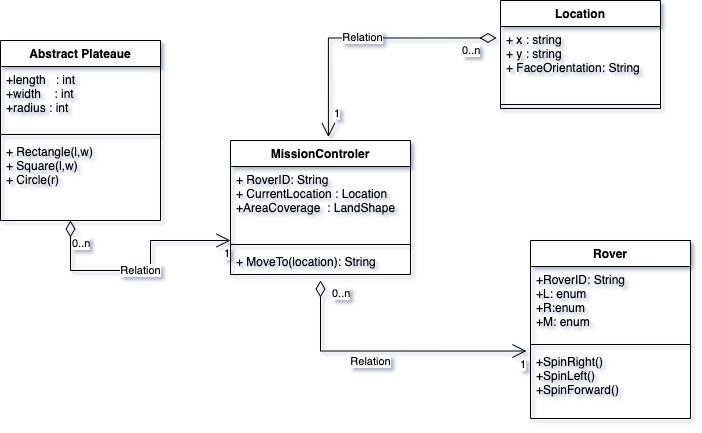 Location
+ x : string
+ y : string
+ FaceOrientation: String
Relation
0..n
1
Abstract Plateaue
+length : int
+width : int
+radius : int
+ Rectangle(l,w)
+ Square(l,w)
+ Circle(r)
0..n
Relation
1
MissionControler
+ RoverID: String
+ CurrentLocation : Location
+AreaCoverage : LandShape
+ MoveTo(location): String
0..n
Relation
1
Rover
+RoverID: String
+L: enum
+R:enum
+M: enum
+SpinRight()
+SpinLeft()
+SpinForward()